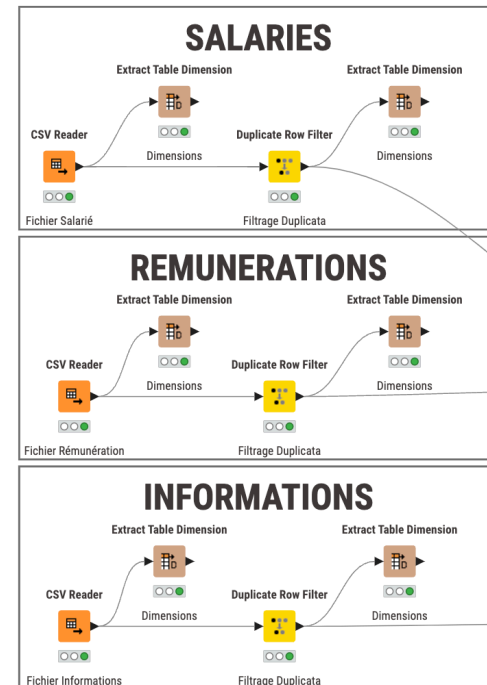 SALARIES
Extract Table Dimension
Extract Table Dimension
CSV Reader
Dimensions
Duplicate Row Filter
Dimensions
Fichier Salarié
Filtrage Duplicata
REMUNERATIONS
Extract Table Dimension
Extract Table Dimension
CSV Reader
Dimensions
Duplicate Row Filter
Dimensions
Fichier Rémunération
Filtrage Duplicata
INFORMATIONS
Extract Table Dimension
Extract Table Dimension
CSV Reader
Dimensions
Duplicate Row Filter
Dimensions
Fichier Informations
Filtrage Duplicata